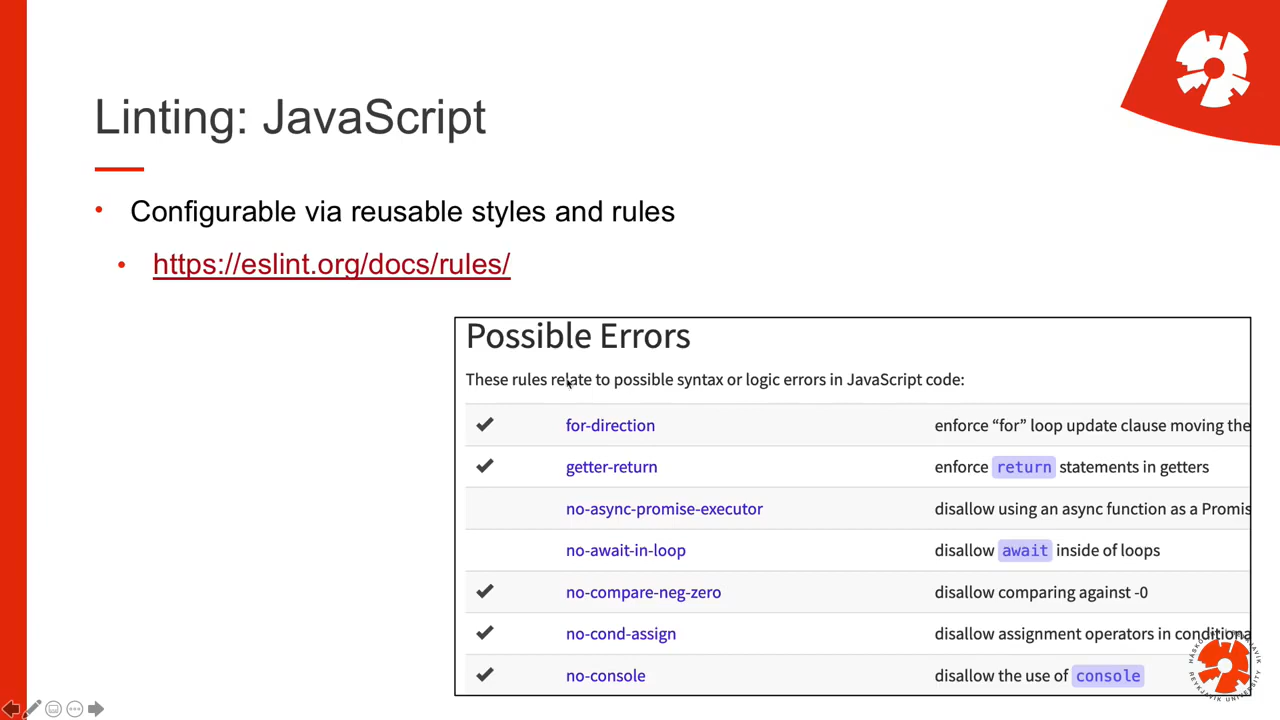 Linting: JavaScript
• Configurable via reusable styles and rules
• https://eslint.org/docs/rules/
Possible Errors
These rules relate to possible syntax or logic errors in JavaScript code:
✔ for-direction enforce “for” loop update clause moving the
✔ getter-return enforce return statements in getters
no-async-promise-executor disallow using an async function as a Promis
no-await-in-loop disallow await inside of loops
✔ no-compare-neg-zero disallow comparing against -0
✔ no-cond-assign disallow assignment operators in conditiona
✔ no-console disallow the use of console
REYKJAVIK UNIVERSITY